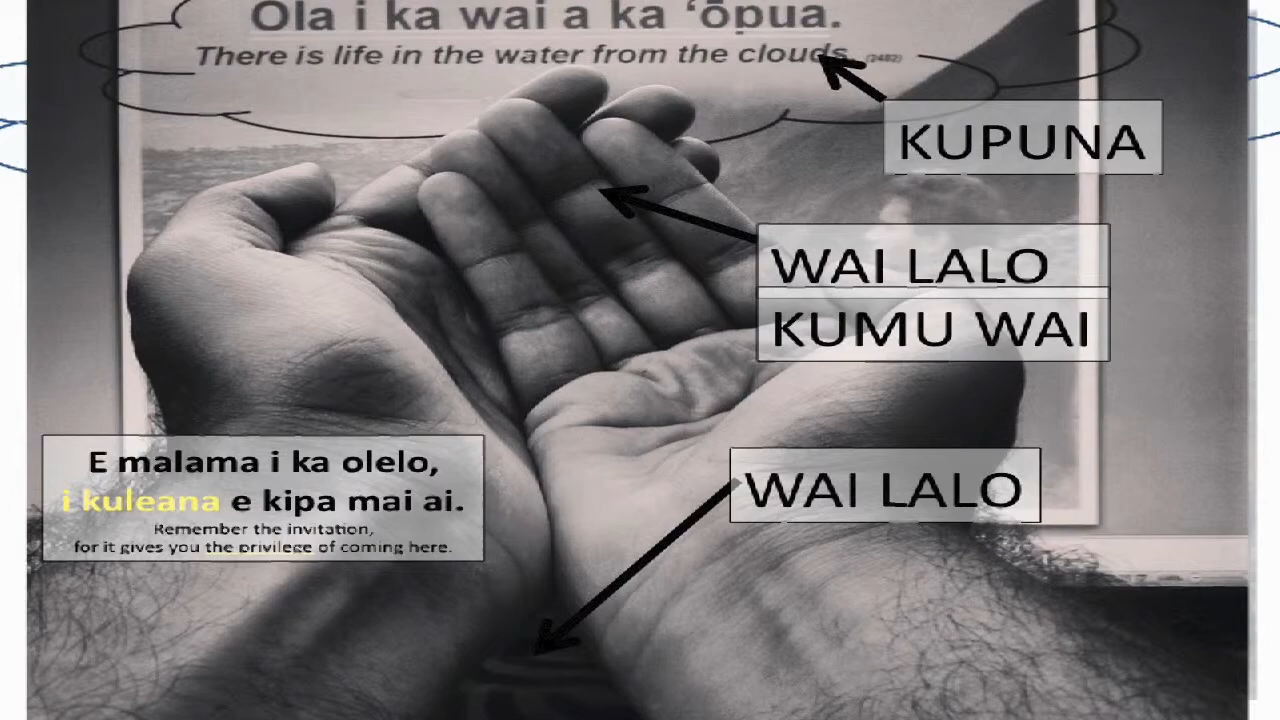 Ola i ka wai a ka ʻōpua.
There is life in the water from the clouds. (2482)
KUPUNA
WAI LALO
KUMU WAI
E malama i ka olelo,
i kuleana e kipa mai ai.
Remember the invitation,
for it gives you the privilege of coming here.
WAI LALO